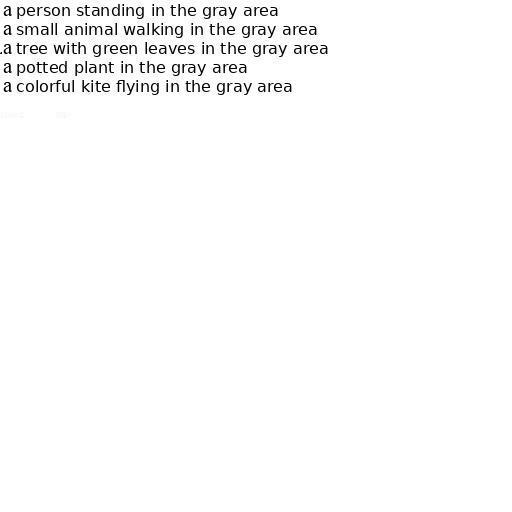 a person standing in the gray area
a small animal walking in the gray area
.a tree with green leaves in the gray area
a potted plant in the gray area
a colorful kite flying in the gray area